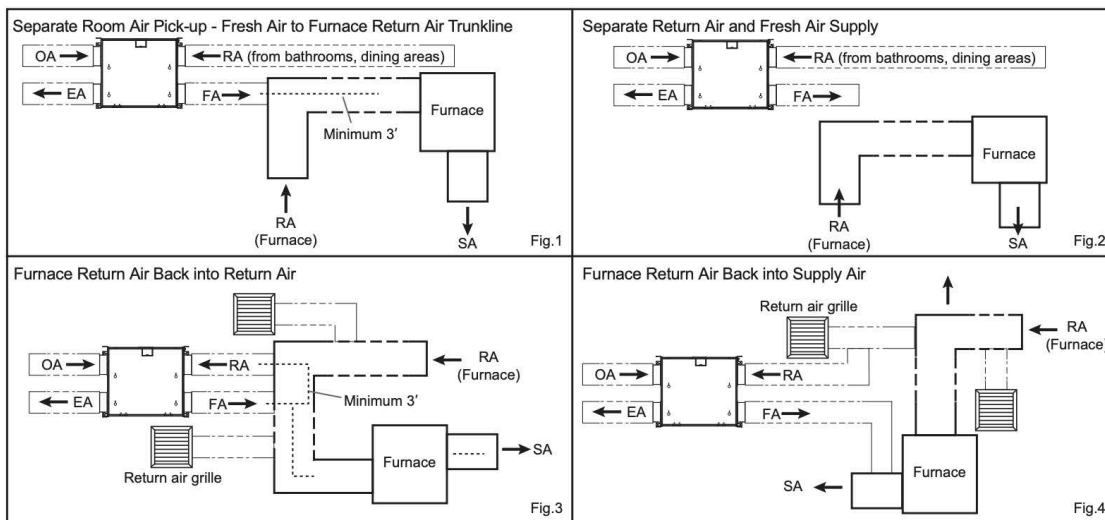 Separate Room Air Pick-up - Fresh Air to Furnace Return Air Trunkline
OA
RA (from bathrooms, dining areas)
EA
FA
Furnace
Minimum 3′
RA
(Furnace)
SA
Fig.1
Separate Return Air and Fresh Air Supply
OA
RA (from bathrooms, dining areas)
EA
FA
Furnace
RA
(Furnace)
SA
Fig.2
Furnace Return Air Back into Return Air
OA
RA
RA
(Furnace)
EA
FA
Minimum 3′
Return air grille
Furnace
SA
Fig.3
Furnace Return Air Back into Supply Air
Return air grille
RA
(Furnace)
OA
RA
EA
FA
Furnace
SA
Fig.4